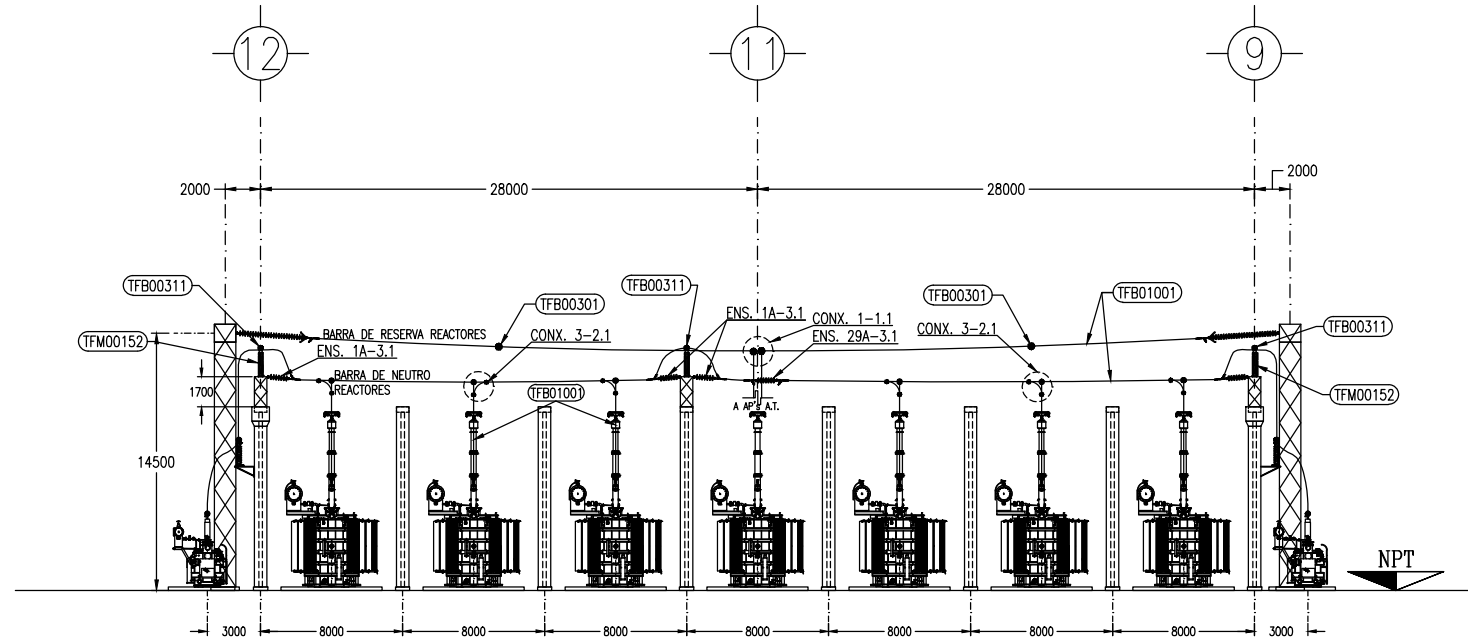 12
11
9
2000
28000
28000
2000
TFB00311
TFB00301
TFB00311
TFB00301
TFB01001
TFB00311
TFM00152
BARRA DE RESERVA REACTORES
CONX. 3-2.1
ENS. 1A-3.1
CONX. 1-1.1
ENS. 29A-3.1
CONX. 3-2.1
ENS. 1A-3.1
BARRA DE NEUTRO
REACTORES
1700
TFB01001
A AP's A.T.
TFM00152
14500
NPT
3000
8000
8000
8000
8000
8000
8000
8000
3000